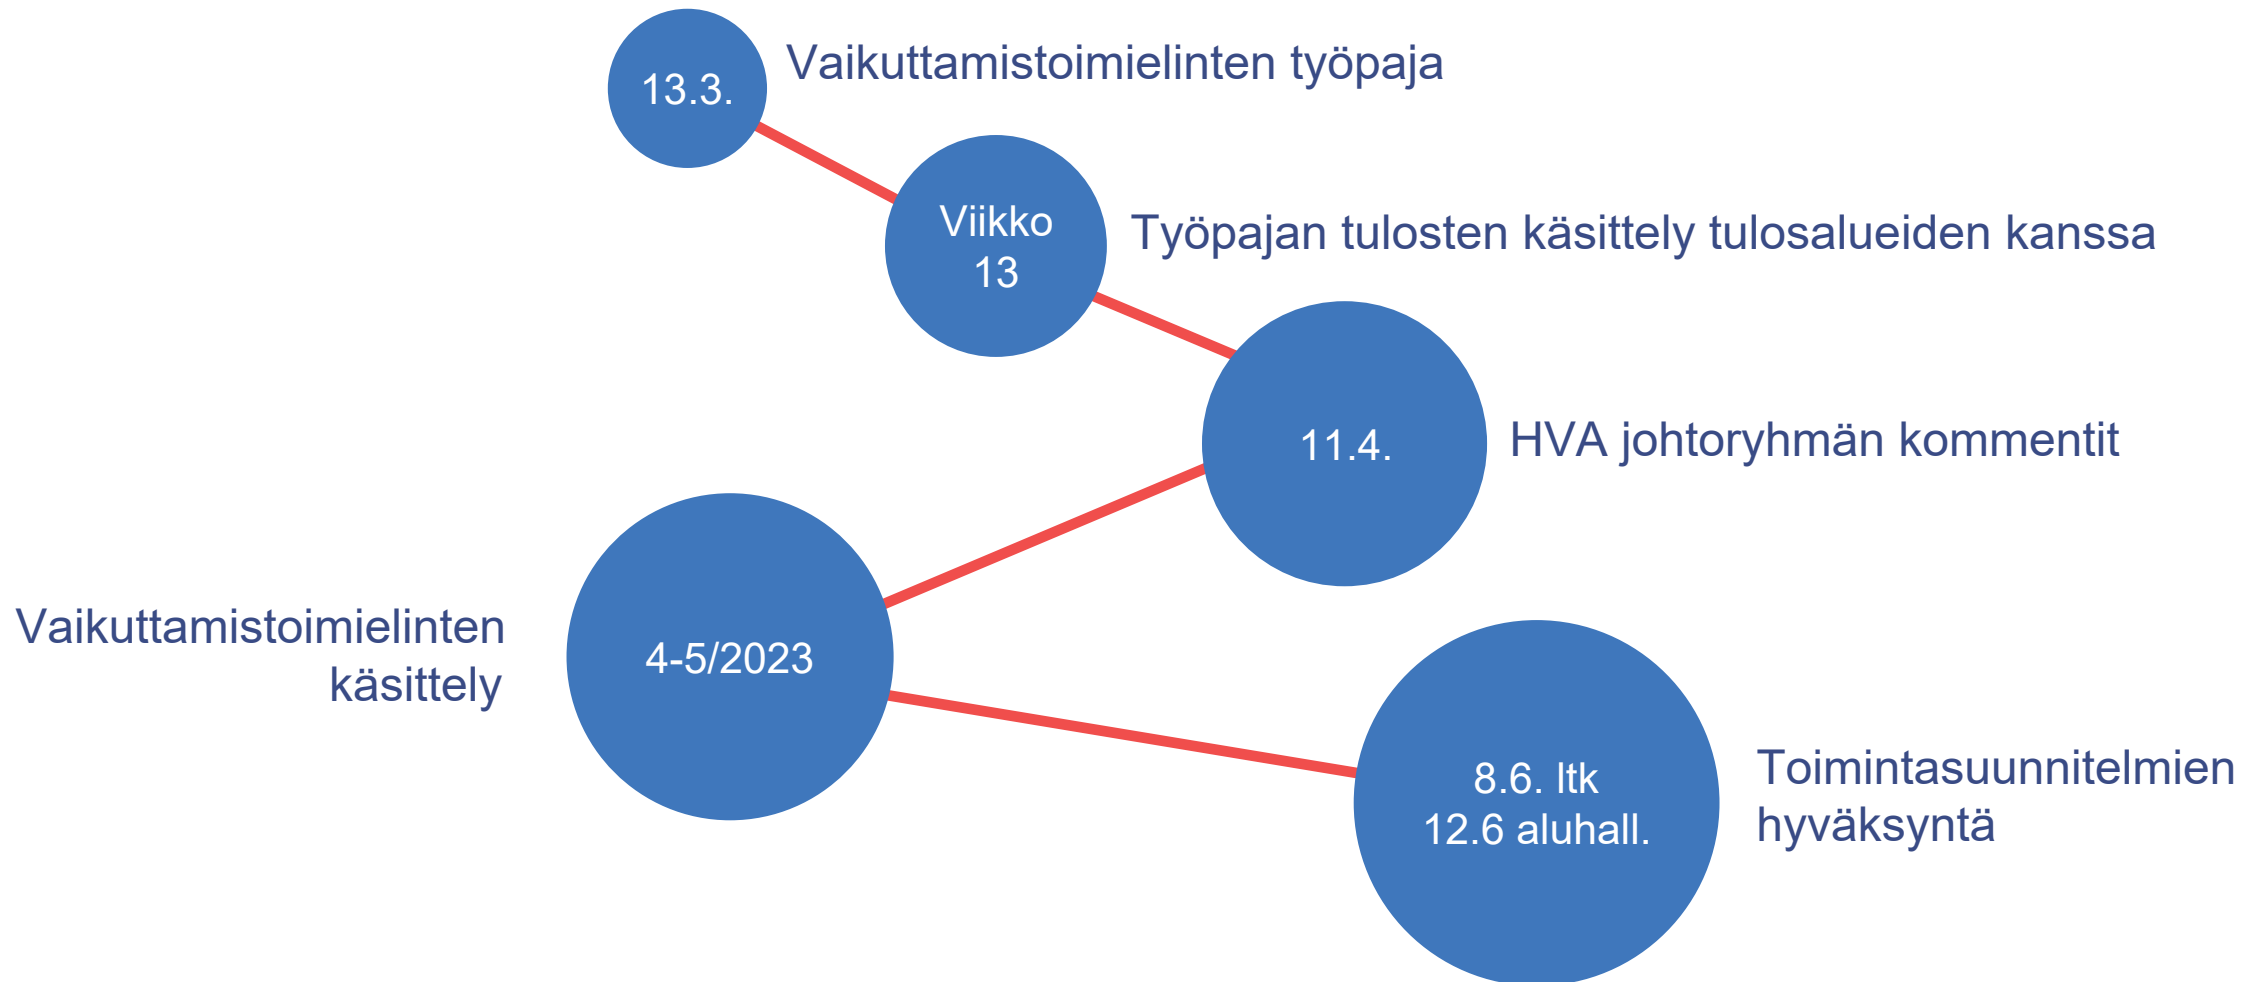 13.3.
Vaikuttamistoimielinten työpaja
Viikko
13
Työpajan tulosten käsittely tulosalueiden kanssa
11.4.
HVA johtoryhmän kommentit
Vaikuttamistoimielinten
käsittely
4-5/2023
8.6. ltk
12.6 aluhall.
Toimintasuunnitelmien
hyväksyntä